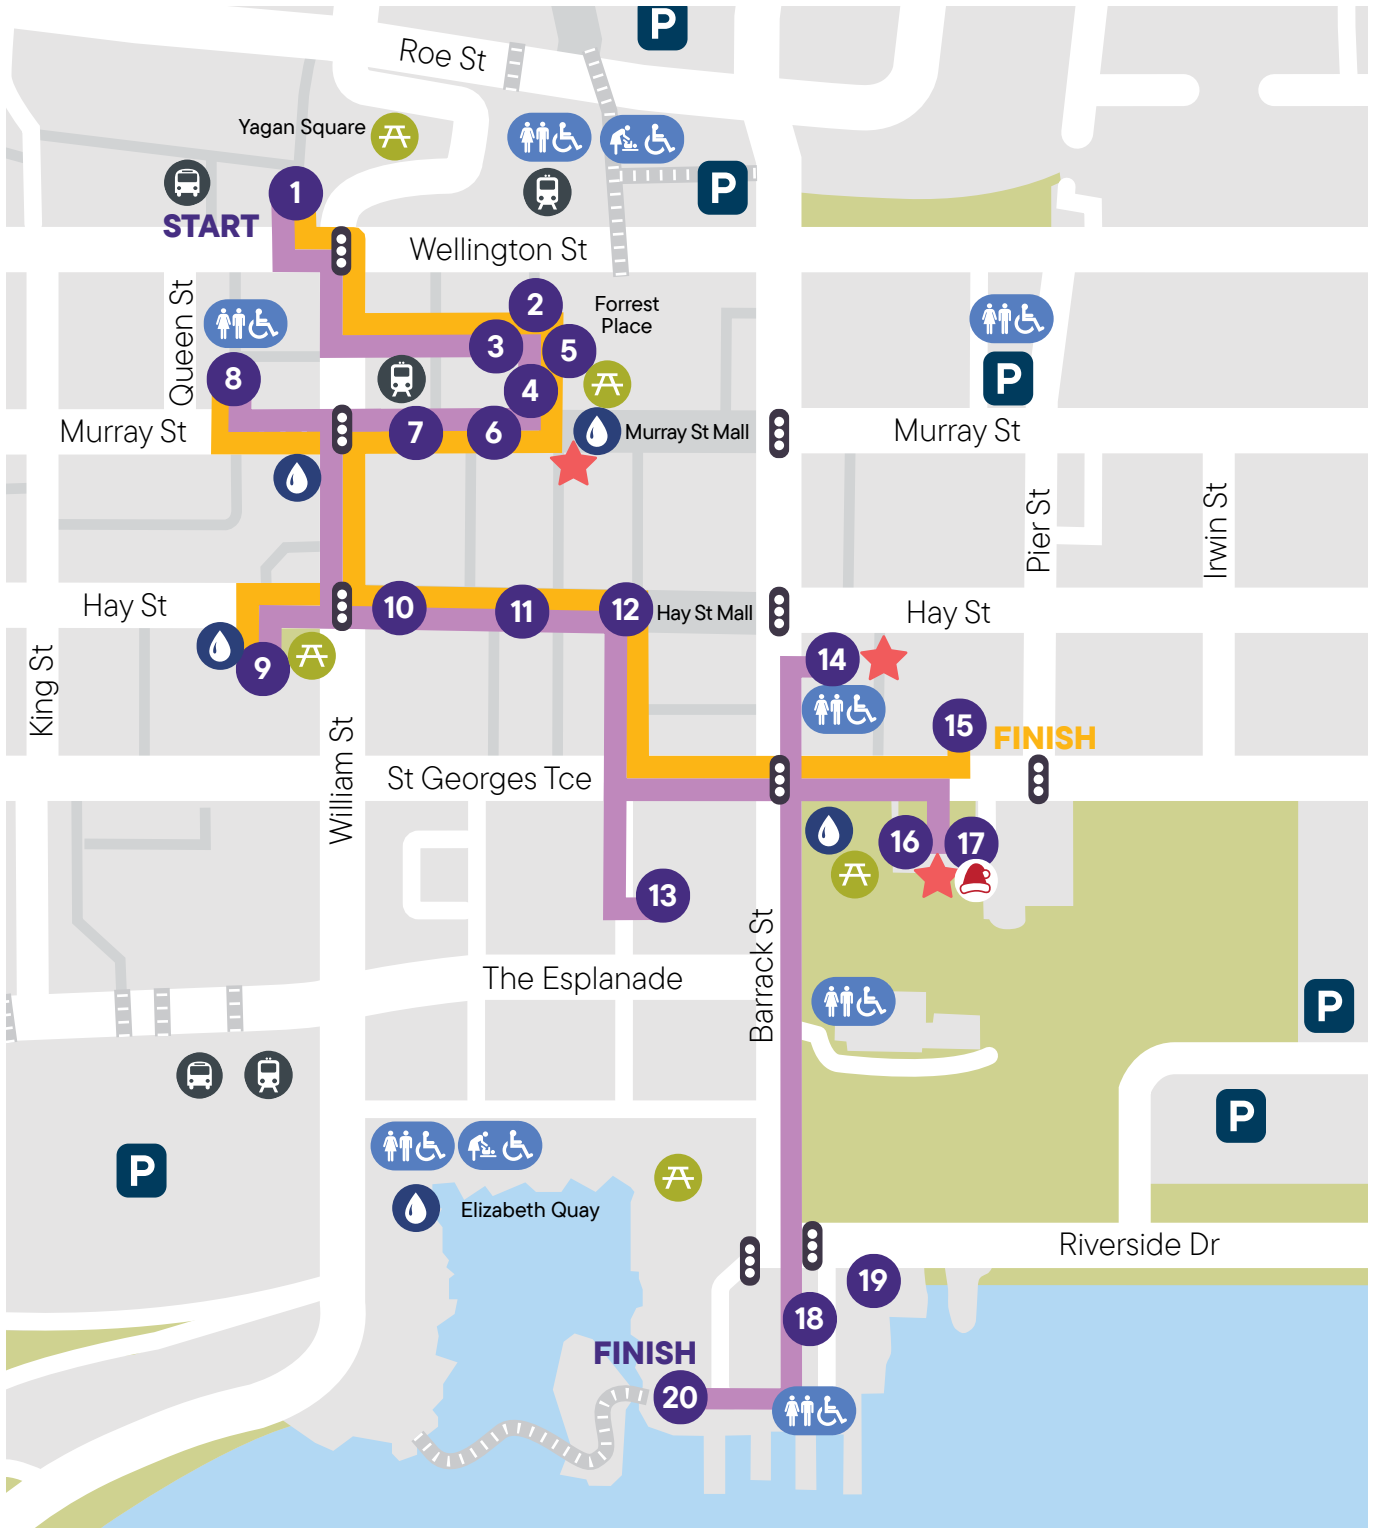 P
Roe St
Yagan Square
P
1
START
Wellington St
Queen St
2
Forrest
Place
3
5
8
4
P
Murray St
7
6
Murray St Mall
Murray St
Pier St
Irwin St
Hay St
10
11
12
Hay St Mall
Hay St
King St
9
14
William St
15
FINISH
St Georges Tce
16
17
13
Barrack St
The Esplanade
P
P
P
Elizabeth Quay
Riverside Dr
19
18
FINISH
20